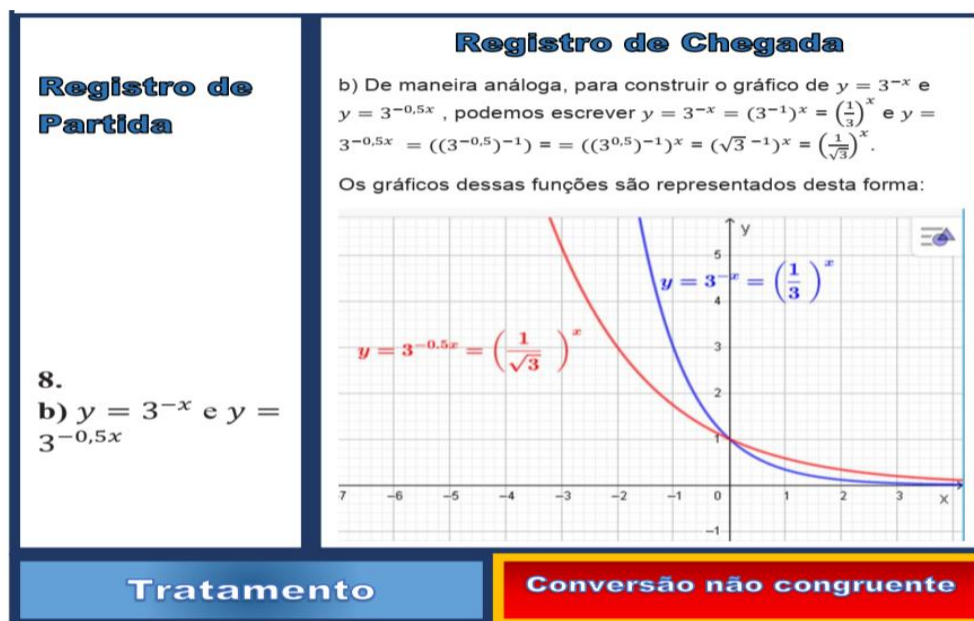 Registro de
Partida
8.
b) y = 3⁻ˣ e y =
3⁻⁰,⁵ˣ
Registro de Chegada
b) De maneira análoga, para construir o gráfico de y = 3⁻ˣ e
y = 3⁻⁰,⁵ˣ , podemos escrever y = 3⁻ˣ = (3⁻¹)ˣ = (1/3)ˣ e y =
3⁻⁰,⁵ˣ = ((3⁻⁰,⁵)⁻¹) = = ((3⁰,⁵)⁻¹)ˣ = (√3 ⁻¹)ˣ = (1/√3)ˣ.
Os gráficos dessas funções são representados desta forma:
y
5
y = 3⁻ˣ = (1/3)ˣ
4
y = 3⁻⁰·⁵ˣ = (1/√3)ˣ
3
2
1
7 −6 −5 −4 −3 −2 −1 0 1 2 3 x
−1
Tratamento
Conversão não congruente